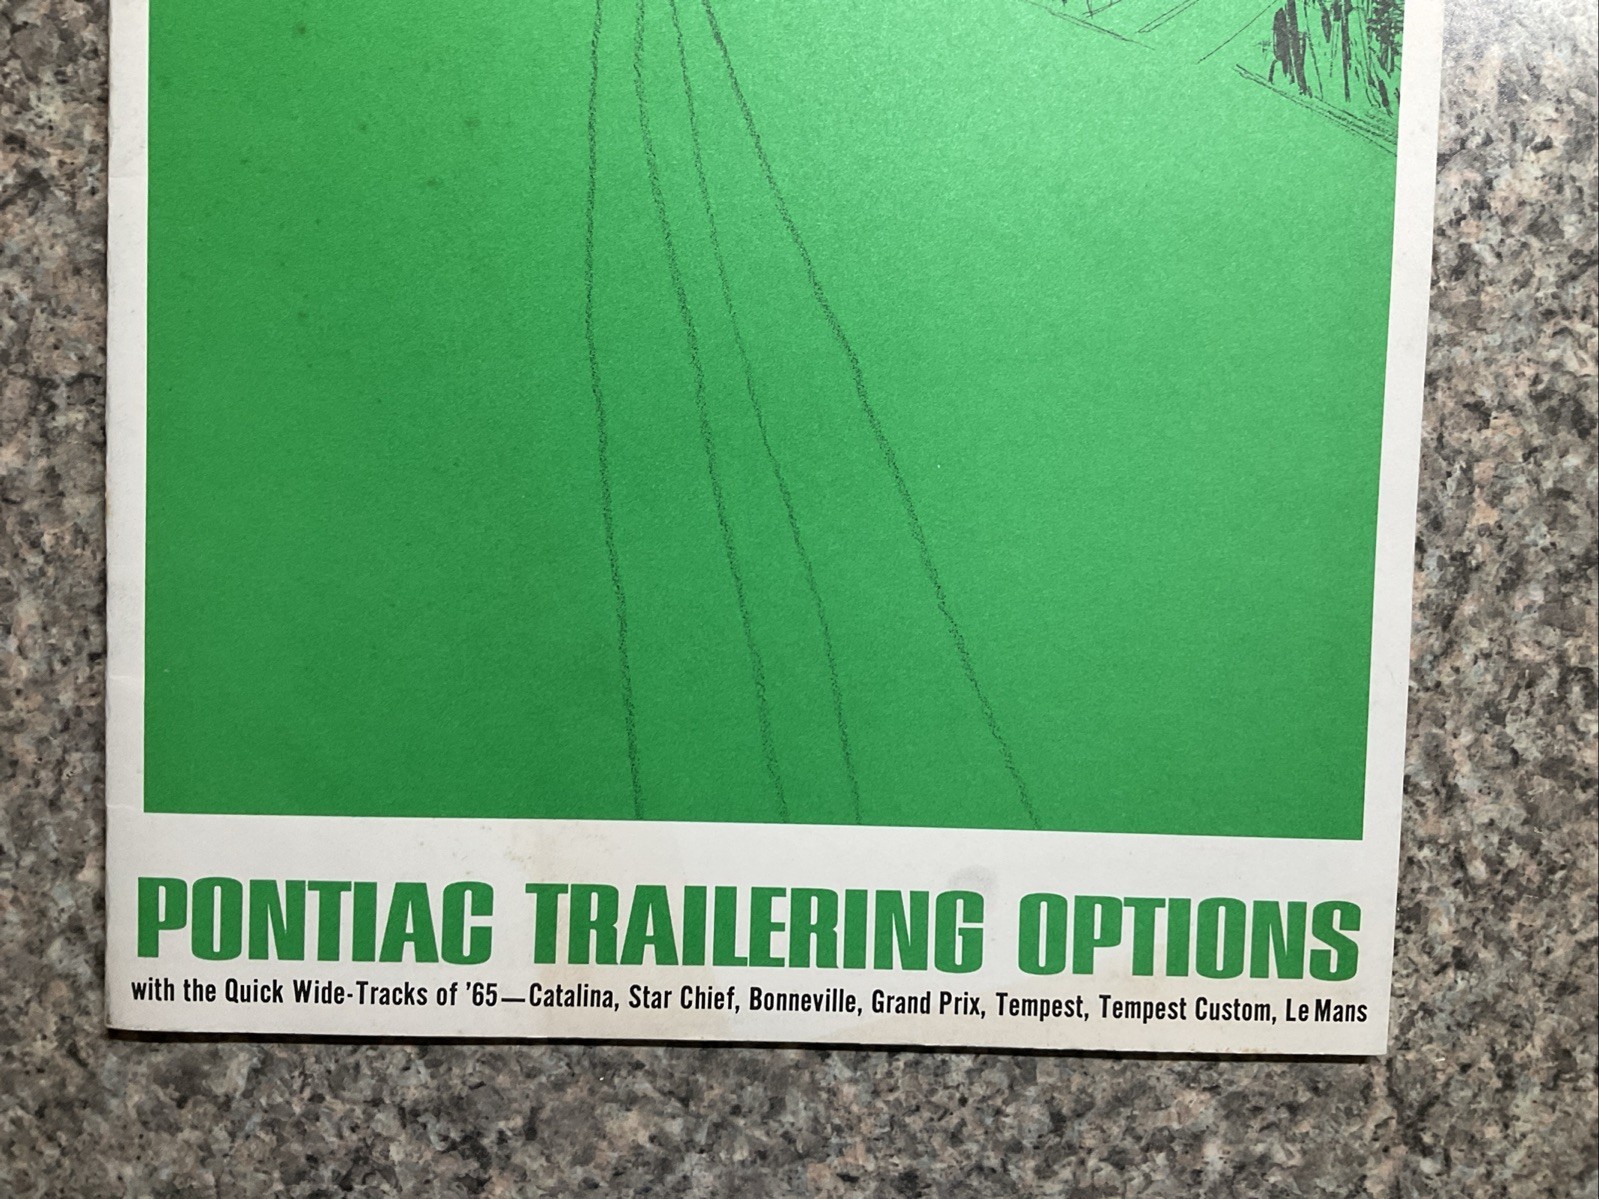 PONTIAC TRAILERING OPTIONS
with the Quick Wide-Tracks of '65—Catalina, Star Chief, Bonneville, Grand Prix, Tempest, Tempest Custom, Le Mans